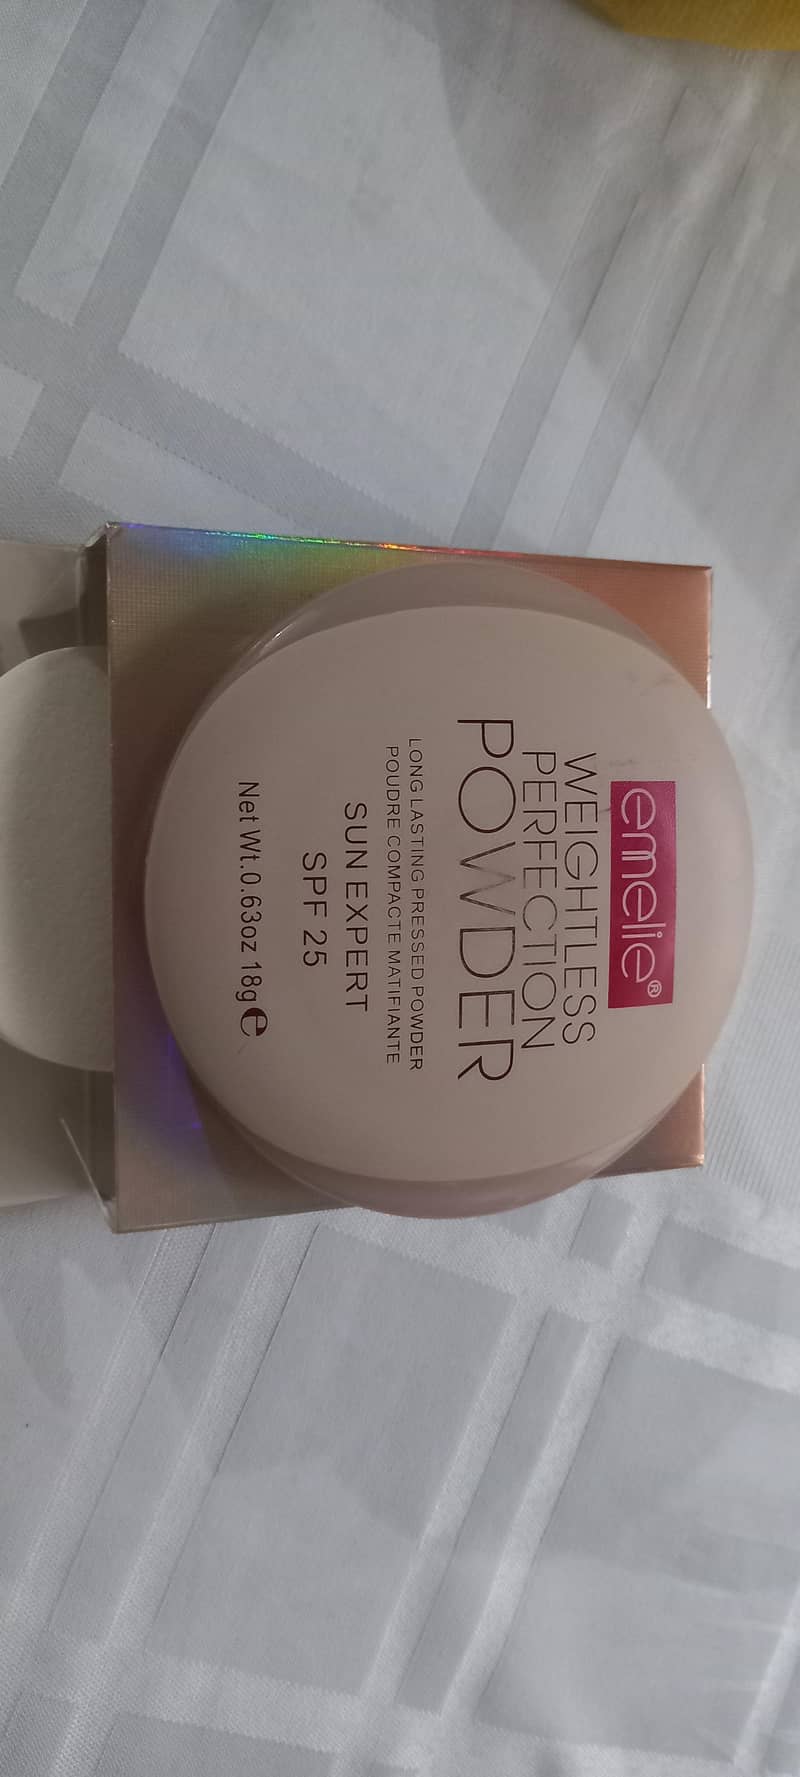 emelie®
WEIGHTLESS
PERFECTION
POWDER
LONG LASTING PRESSED POWDER
POUDRE COMPACTE MATIFIANTE
SUN EXPERT
SPF 25
Net Wt.0.63oz 18g℮